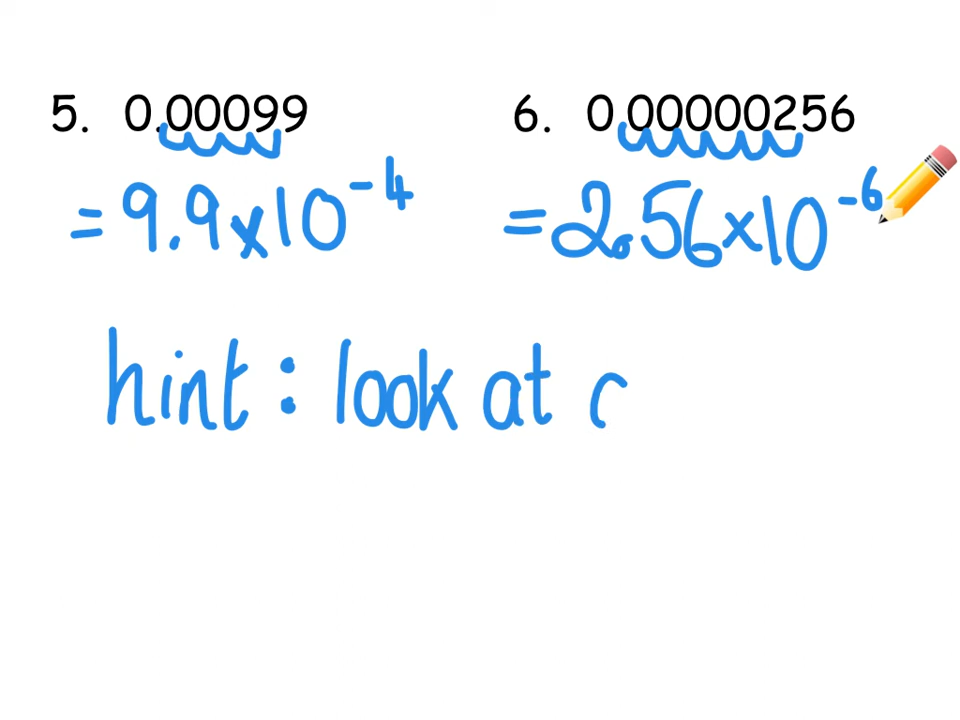 5. 0.00099 6. 0.00000256
= 9.9 x 10⁻⁴ = 2.56 x 10⁻⁶
hint : look at